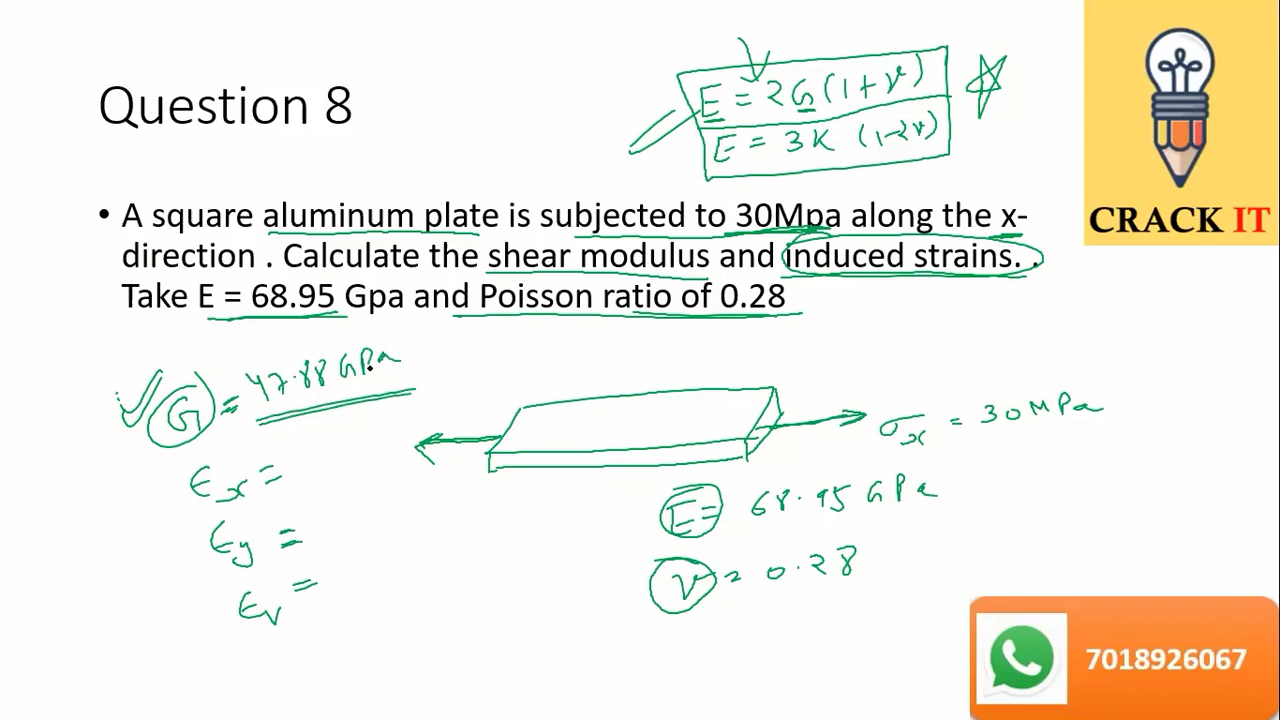 Question 8
E = 2G(1+ν)
E = 3K (1-2ν)
CRACK IT
• A square aluminum plate is subjected to 30Mpa along the x-
direction . Calculate the shear modulus and induced strains. .
Take E = 68.95 Gpa and Poisson ratio of 0.28
G = 47.88 GPa
σx = 30MPa
ϵx =
E= 68.95 GPa
ϵy =
ν = 0.28
ϵv =
7018926067